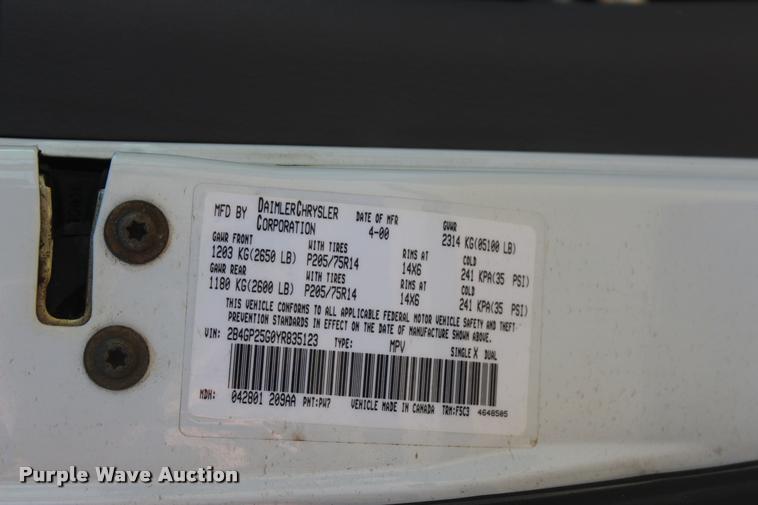 MFD BY DAIMLERCHRYSLER CORPORATION DATE OF MFR 4-00 GVWR 2314 KG(05100 LB)
GAWR FRONT WITH TIRES RIMS AT COLD
1203 KG(2650 LB) P205/75R14 14X6 241 KPA(35 PSI)
GAWR REAR WITH TIRES RIMS AT COLD
1180 KG(2600 LB) P205/75R14 14X6 241 KPA(35 PSI)
THIS VEHICLE CONFORMS TO ALL APPLICABLE FEDERAL MOTOR VEHICLE SAFETY AND THEFT
PREVENTION STANDARDS IN EFFECT ON THE DATE OF MANUFACTURE SHOWN ABOVE.
VIN: 2B4GP25G0YR835123 TYPE: MPV SINGLE X DUAL
MDH: 042801 209AA PNT:PW7 VEHICLE MADE IN CANADA TRM:F5C3 4648505
Purple Wave Auction